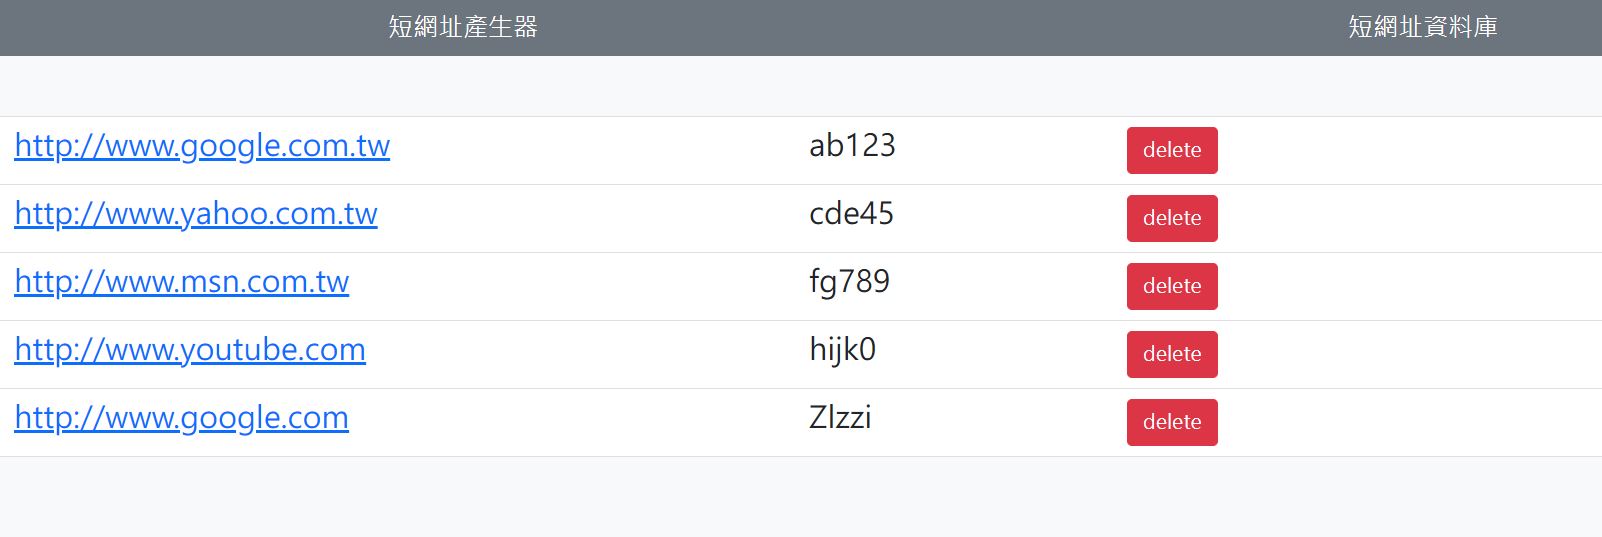 短網址產生器 短網址資料庫
http://www.google.com.tw ab123 delete
http://www.yahoo.com.tw cde45 delete
http://www.msn.com.tw fg789 delete
http://www.youtube.com hijk0 delete
http://www.google.com Zlzzi delete